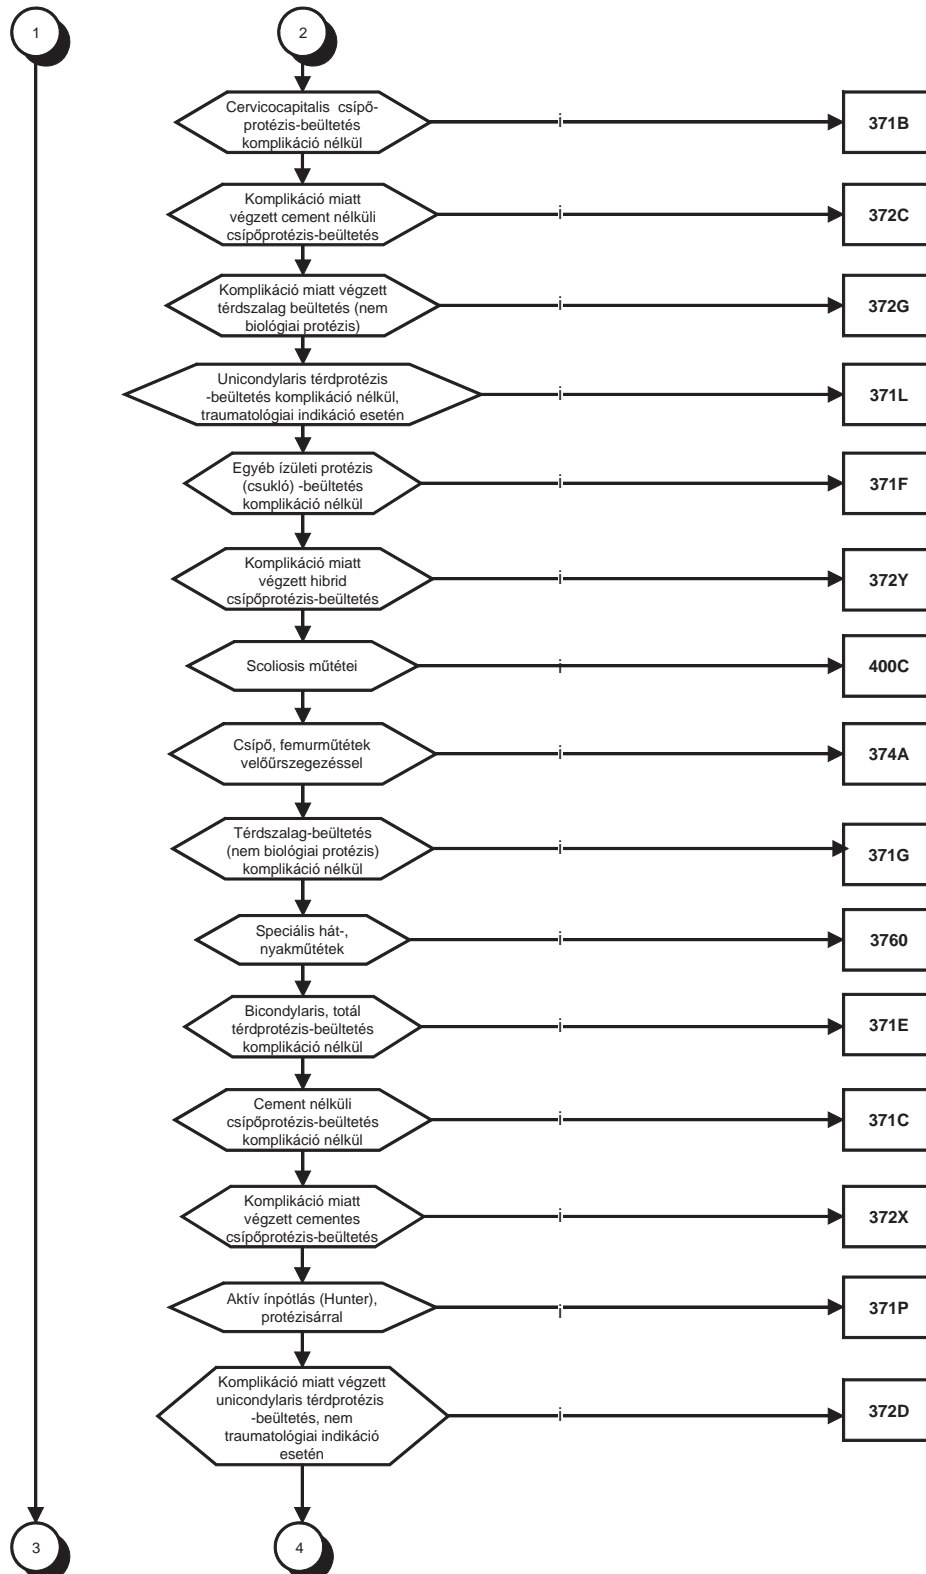 1
2
Cervicocapitalis csípő-
protézis-beültetés
komplikáció nélkül
i
371B
Komplikáció miatt
végzett cement nélküli
csípőprotézis-beültetés
i
372C
Komplikáció miatt végzett
térdszalag beültetés (nem
biológiai protézis)
i
372G
Unicondylaris térdprotézis
-beültetés komplikáció nélkül,
traumatológiai indikáció esetén
i
371L
Egyéb ízületi protézis
(csukló) -beültetés
komplikáció nélkül
i
371F
Komplikáció miatt
végzett hibrid
csípőprotézis-beültetés
i
372Y
Scoliosis műtétei
i
400C
Csípő, femurműtétek
velőűrszegezéssel
i
374A
Térdszalag-beültetés
(nem biológiai protézis)
komplikáció nélkül
i
371G
Speciális hát-,
nyakműtétek
i
3760
Bicondylaris, totál
térdprotézis-beültetés
komplikáció nélkül
i
371E
Cement nélküli
csípőprotézis-beültetés
komplikáció nélkül
i
371C
Komplikáció miatt
végzett cementes
csípőprotézis-beültetés
i
372X
Aktív ínpótlás (Hunter),
protézisárral
i
371P
Komplikáció miatt végzett
unicondylaris térdprotézis
-beültetés, nem
traumatológiai indikáció
esetén
i
372D
3
4